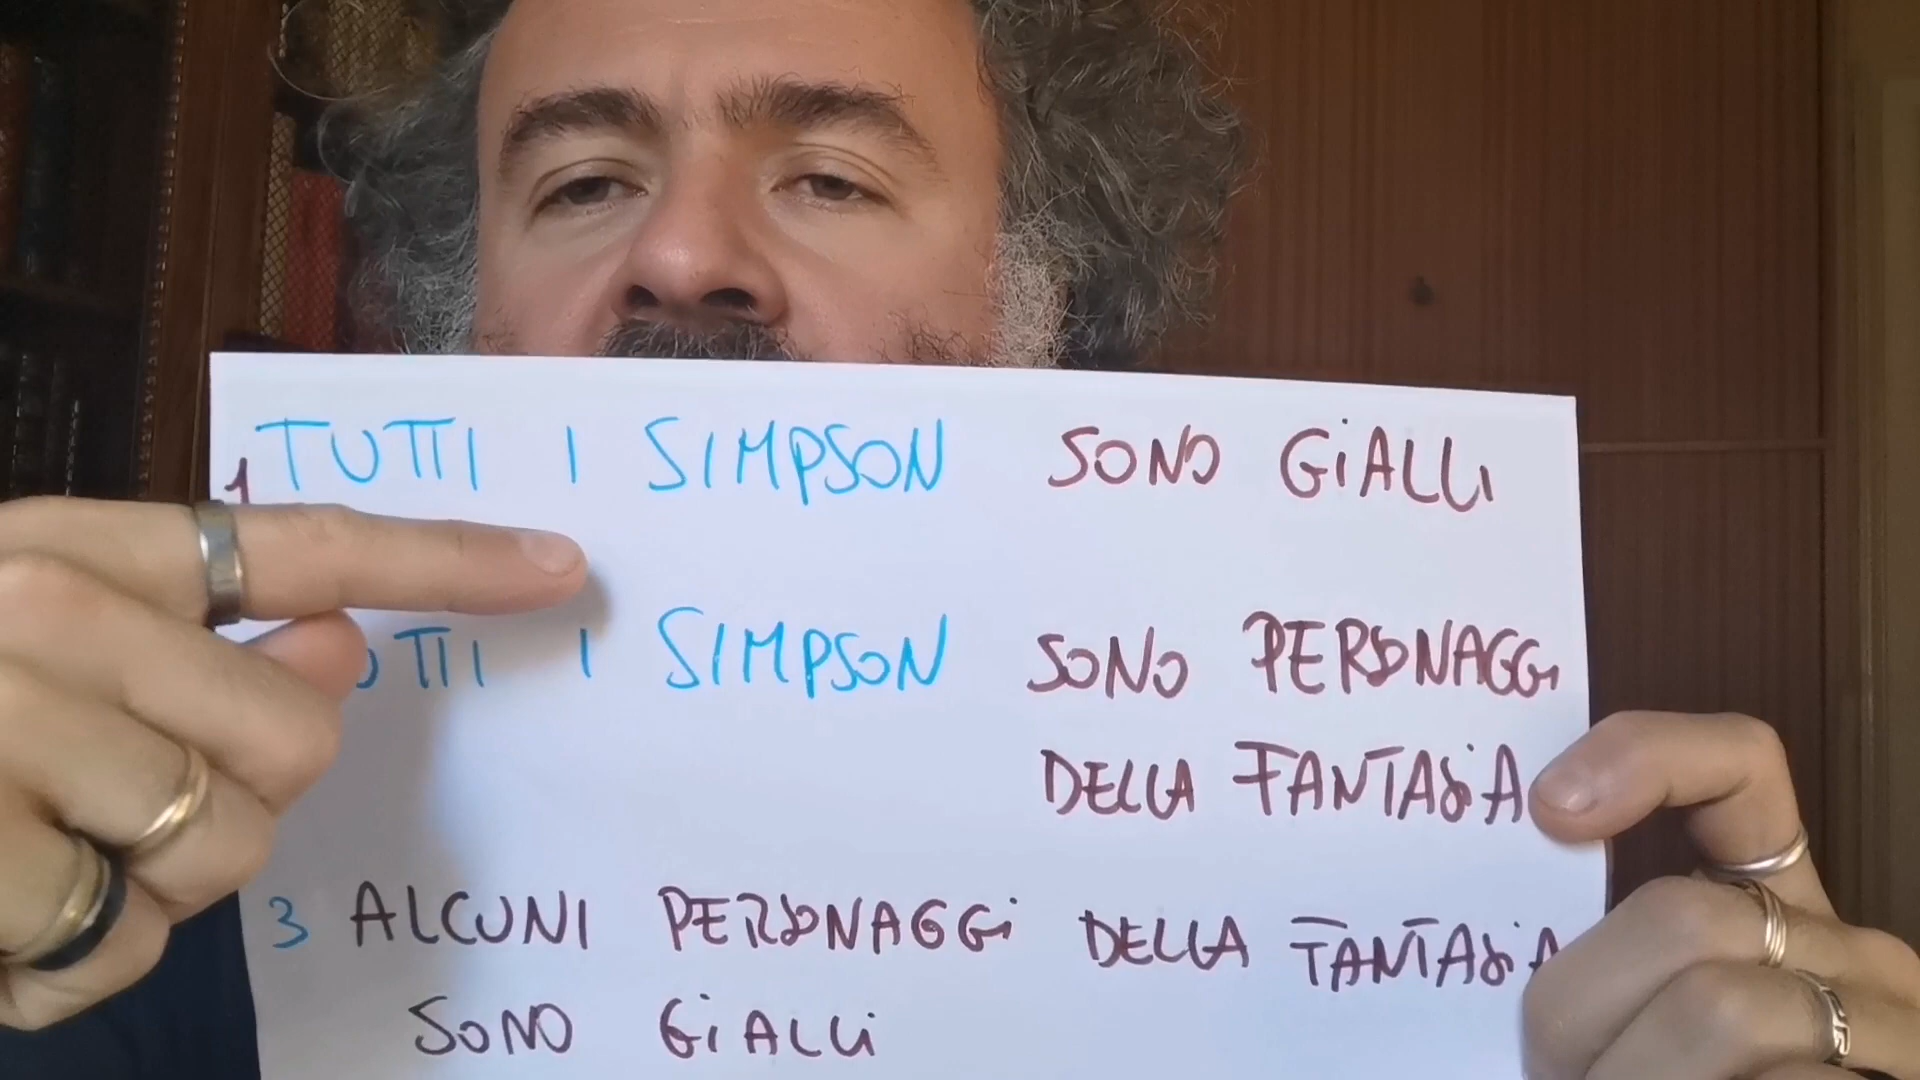 1 TUTTI I SIMPSON SONO GIALLI
I SIMPSON SONO PERSONAGGI
DELLA FANTASIA
3 ALCUNI PERSONAGGI DELLA FANTASIA
SONO GIALLI